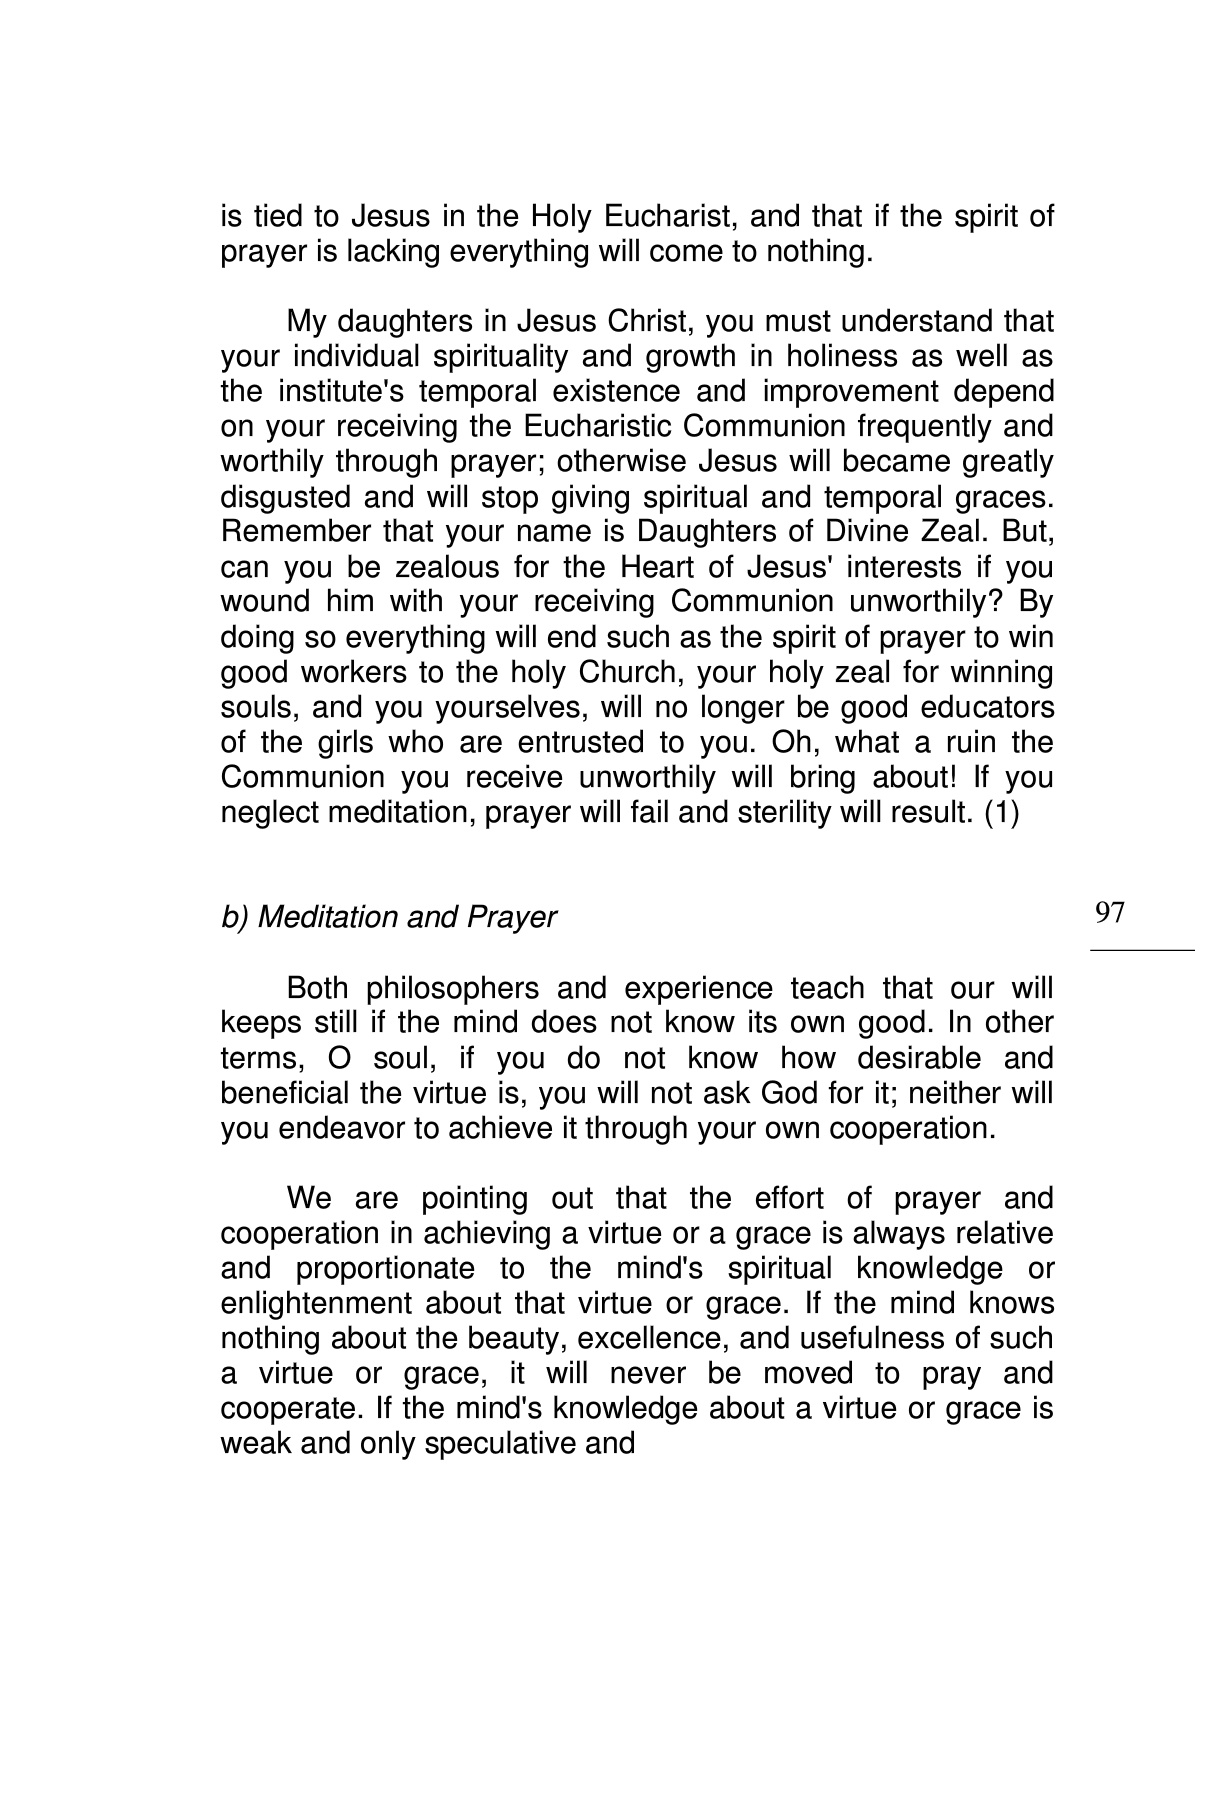 is tied to Jesus in the Holy Eucharist, and that if the spirit of
prayer is lacking everything will come to nothing.
My daughters in Jesus Christ, you must understand that
your individual spirituality and growth in holiness as well as
the institute's temporal existence and improvement depend
on your receiving the Eucharistic Communion frequently and
worthily through prayer; otherwise Jesus will became greatly
disgusted and will stop giving spiritual and temporal graces.
Remember that your name is Daughters of Divine Zeal. But,
can you be zealous for the Heart of Jesus' interests if you
wound him with your receiving Communion unworthily? By
doing so everything will end such as the spirit of prayer to win
good workers to the holy Church, your holy zeal for winning
souls, and you yourselves, will no longer be good educators
of the girls who are entrusted to you. Oh, what a ruin the
Communion you receive unworthily will bring about! If you
neglect meditation, prayer will fail and sterility will result. (1)
b) Meditation and Prayer
97
Both philosophers and experience teach that our will
keeps still if the mind does not know its own good. In other
terms, O soul, if you do not know how desirable and
beneficial the virtue is, you will not ask God for it; neither will
you endeavor to achieve it through your own cooperation.
We are pointing out that the effort of prayer and
cooperation in achieving a virtue or a grace is always relative
and proportionate to the mind's spiritual knowledge or
enlightenment about that virtue or grace. If the mind knows
nothing about the beauty, excellence, and usefulness of such
a virtue or grace, it will never be moved to pray and
cooperate. If the mind's knowledge about a virtue or grace is
weak and only speculative and